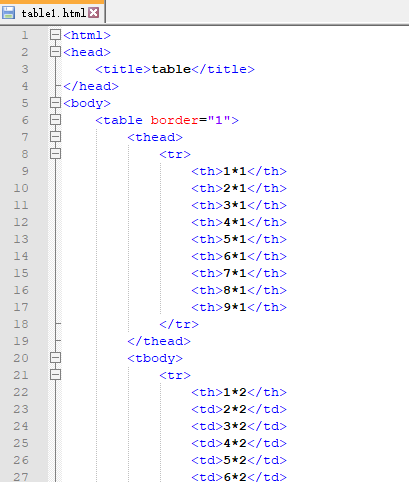 table1.html
1 <html>
2 <head>
3 <title>table</title>
4 </head>
5 <body>
6 <table border="1">
7 <thead>
8 <tr>
9 <th>1*1</th>
10 <th>2*1</th>
11 <th>3*1</th>
12 <th>4*1</th>
13 <th>5*1</th>
14 <th>6*1</th>
15 <th>7*1</th>
16 <th>8*1</th>
17 <th>9*1</th>
18 </tr>
19 </thead>
20 <tbody>
21 <tr>
22 <th>1*2</th>
23 <td>2*2</td>
24 <td>3*2</td>
25 <td>4*2</td>
26 <td>5*2</td>
27 <td>6*2</td>